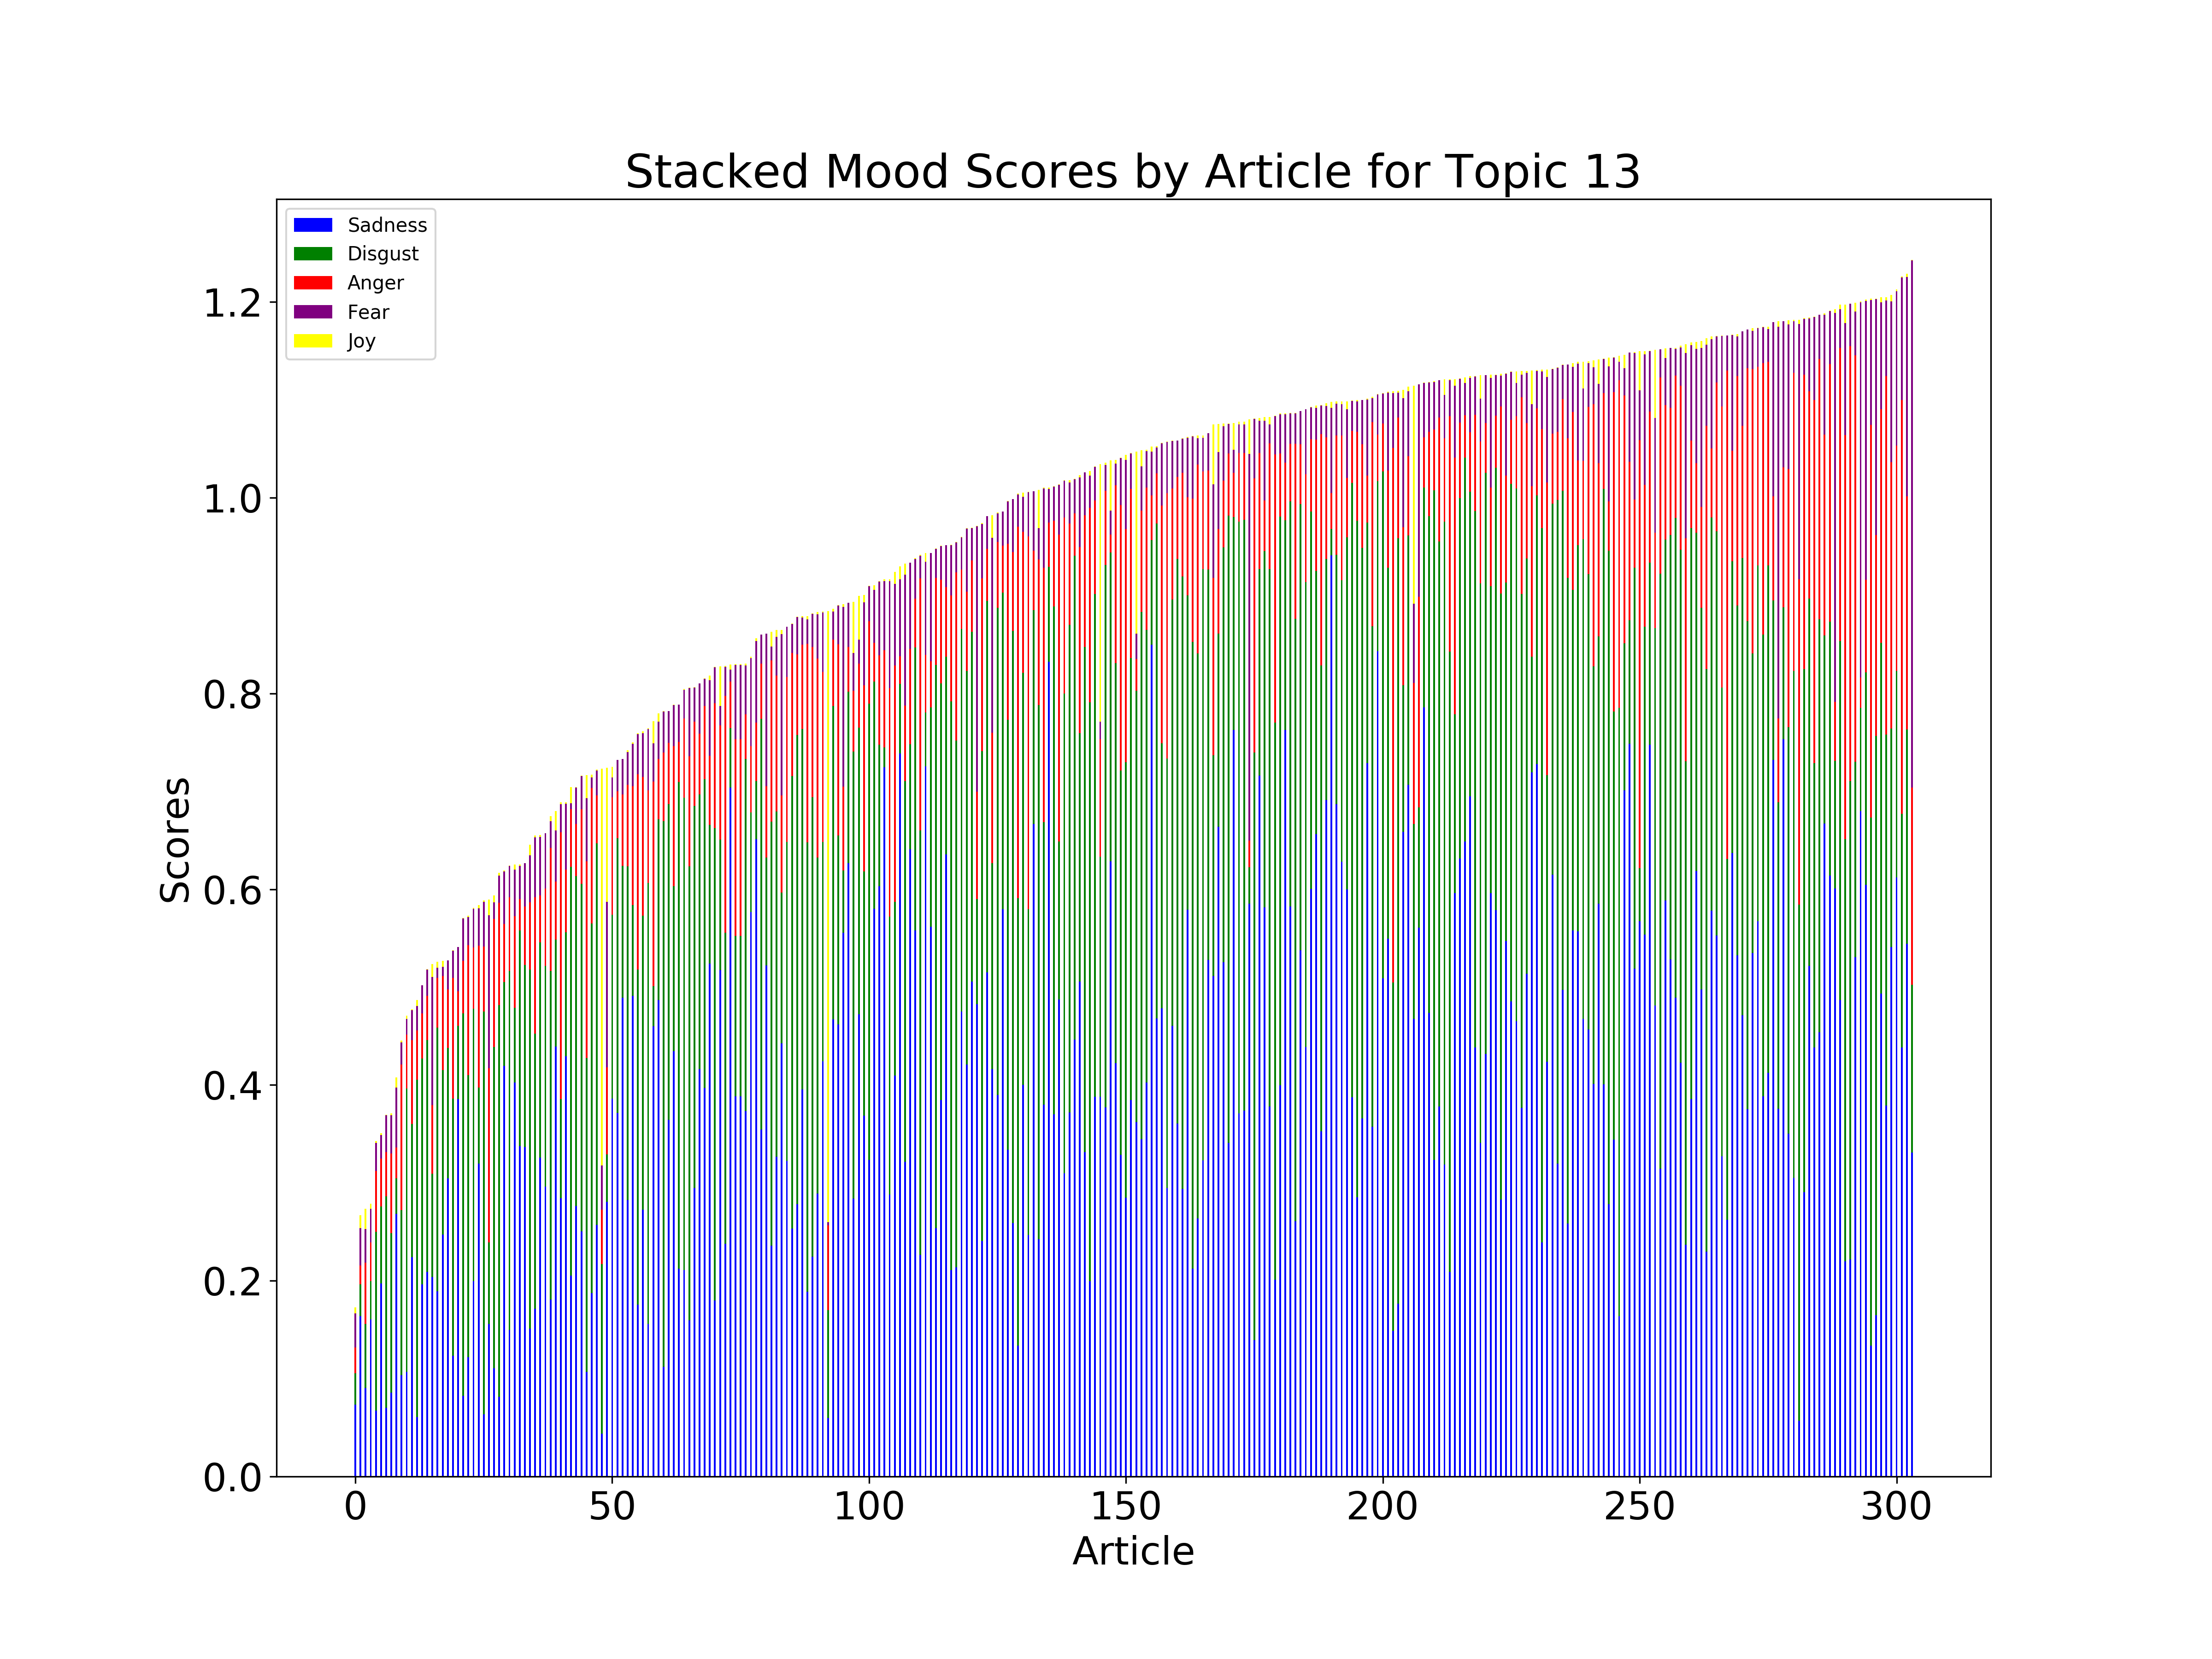 Stacked Mood Scores by Article for Topic 13
Sadness
Disgust
Anger
Fear
Joy
1.2
1.0
0.8
0.6
0.4
0.2
0.0
Scores
0 50 100 150 200 250 300
Article